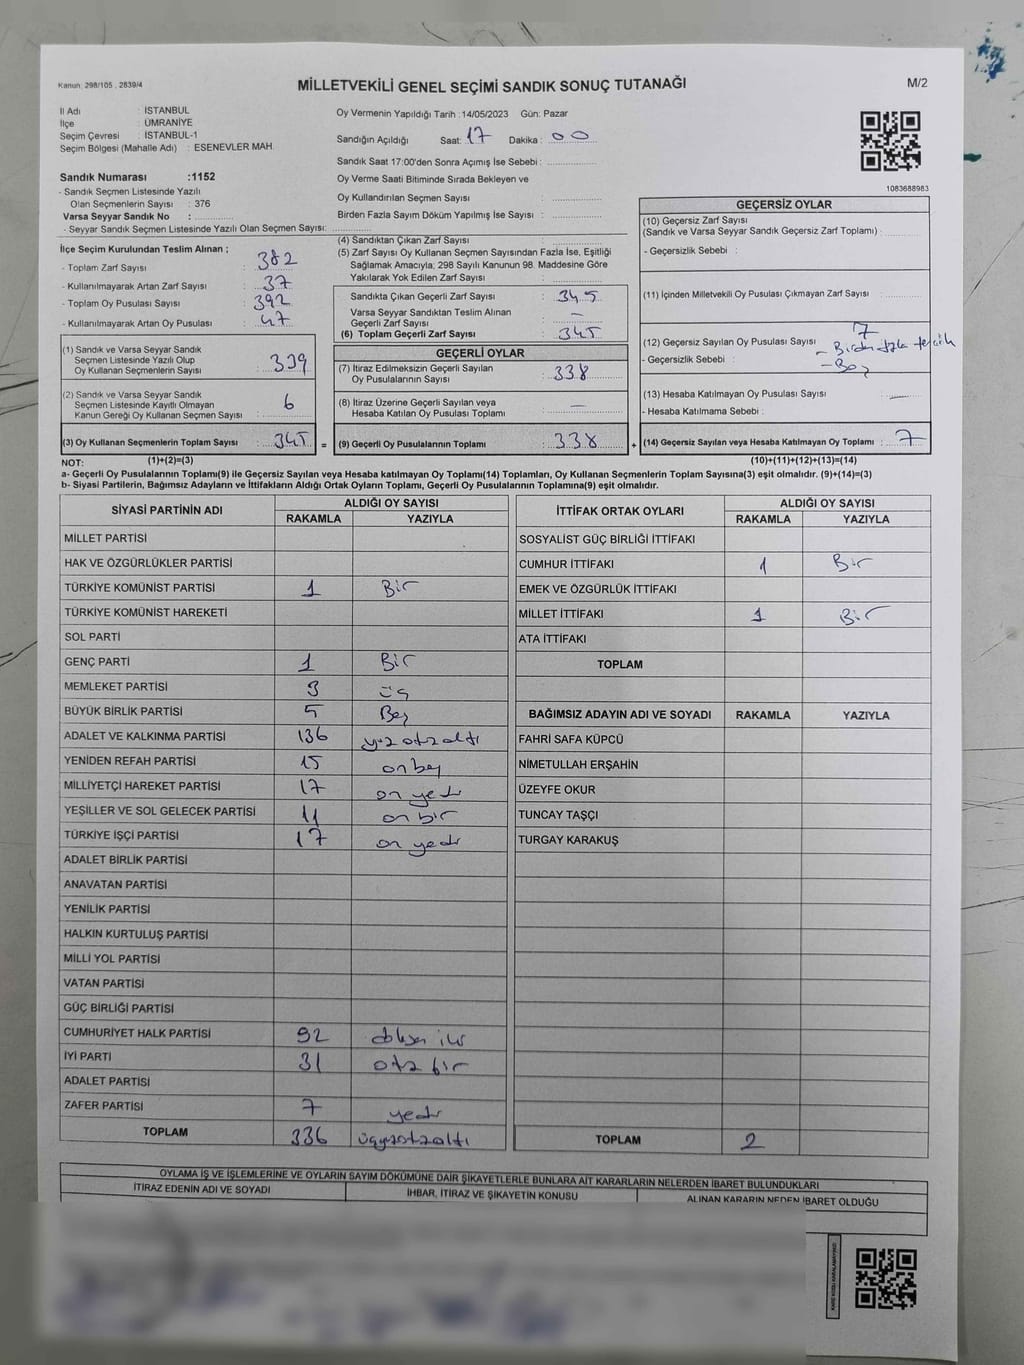 Kanun: 298/105 , 2839/4
MİLLETVEKİLİ GENEL SEÇİMİ SANDIK SONUÇ TUTANAĞI
M/2
İl Adı : İSTANBUL
İlçe : ÜMRANİYE
Seçim Çevresi : İSTANBUL-1
Seçim Bölgesi (Mahalle Adı) : ESENEVLER MAH.
Oy Vermenin Yapıldığı Tarih :14/05/2023 Gün: Pazar
Sandığın Açıldığı Saat: 17 Dakika : 00
Sandık Saat 17:00'den Sonra Açımış İse Sebebi :
Oy Verme Saati Bitiminde Sırada Bekleyen ve
Oy Kullandırılan Seçmen Sayısı :
Birden Fazla Sayım Döküm Yapılmış İse Sayısı :
1083688983
Sandık Numarası :1152
- Sandık Seçmen Listesinde Yazılı
Olan Seçmenlerin Sayısı : 376
Varsa Seyyar Sandık No :
- Seyyar Sandık Seçmen Listesinde Yazılı Olan Seçmen Sayısı:
İlçe Seçim Kurulundan Teslim Alınan ;
- Toplam Zarf Sayısı : 382
- Kullanılmayarak Artan Zarf Sayısı : 37
- Toplam Oy Pusulası Sayısı : 392
- Kullanılmayarak Artan Oy Pusulası : 47
(1) Sandık ve Varsa Seyyar Sandık
Seçmen Listesinde Yazılı Olup
Oy Kullanan Seçmenlerin Sayısı : 339
(2) Sandık ve Varsa Seyyar Sandık
Seçmen Listesinde Kayıtlı Olmayan
Kanun Gereği Oy Kullanan Seçmen Sayısı : 6
(3) Oy Kullanan Seçmenlerin Toplam Sayısı : 345 =
(4) Sandıktan Çıkan Zarf Sayısı :
(5) Zarf Sayısı Oy Kullanan Seçmen Sayısından Fazla İse, Eşitliği
Sağlamak Amacıyla; 298 Sayılı Kanunun 98. Maddesine Göre
Yakılarak Yok Edilen Zarf Sayısı :
Sandıkta Çıkan Geçerli Zarf Sayısı : 345
Varsa Seyyar Sandıktan Teslim Alınan
Geçerli Zarf Sayısı : –
(6) Toplam Geçerli Zarf Sayısı : 345
GEÇERLİ OYLAR
(7) İtiraz Edilmeksizin Geçerli Sayılan
Oy Pusulalarının Sayısı : 338
(8) İtiraz Üzerine Geçerli Sayılan veya
Hesaba Katılan Oy Pusulası Toplamı : –
(9) Geçerli Oy Pusulalarının Toplamı : 338 +
GEÇERSİZ OYLAR
(10) Geçersiz Zarf Sayısı
(Sandık ve Varsa Seyyar Sandık Geçersiz Zarf Toplamı) :
- Geçersizlik Sebebi :
(11) İçinden Milletvekili Oy Pusulası Çıkmayan Zarf Sayısı :
(12) Geçersiz Sayılan Oy Pusulası Sayısı : 7
- Geçersizlik Sebebi : - Birden fazla tercih
- Boş
(13) Hesaba Katılmayan Oy Pusulası Sayısı : –
- Hesaba Katılmama Sebebi :
(14) Geçersiz Sayılan veya Hesaba Katılmayan Oy Toplamı : 7
NOT: (1)+(2)=(3) (10)+(11)+(12)+(13)=(14)
a- Geçerli Oy Pusulalarının Toplamı(9) ile Geçersiz Sayılan veya Hesaba katılmayan Oy Toplamı(14) Toplamları, Oy Kullanan Seçmenlerin Toplam Sayısına(3) eşit olmalıdır. (9)+(14)=(3)
b- Siyasi Partilerin, Bağımsız Adayların ve İttifakların Aldığı Ortak Oyların Toplamı, Geçerli Oy Pusulalarının Toplamına(9) eşit olmalıdır.
SİYASİ PARTİNİN ADI ALDIĞI OY SAYISI
RAKAMLA YAZIYLA
MİLLET PARTİSİ
HAK VE ÖZGÜRLÜKLER PARTİSİ
TÜRKİYE KOMÜNİST PARTİSİ 1 Bir
TÜRKİYE KOMÜNİST HAREKETİ
SOL PARTİ
GENÇ PARTİ 1 Bir
MEMLEKET PARTİSİ 3 üç
BÜYÜK BİRLİK PARTİSİ 5 Beş
ADALET VE KALKINMA PARTİSİ 136 yüzotuzaltı
YENİDEN REFAH PARTİSİ 15 onbeş
MİLLİYETÇİ HAREKET PARTİSİ 17 on yedi
YEŞİLLER VE SOL GELECEK PARTİSİ 11 on bir
TÜRKİYE İŞÇİ PARTİSİ 17 on yedi
ADALET BİRLİK PARTİSİ
ANAVATAN PARTİSİ
YENİLİK PARTİSİ
HALKIN KURTULUŞ PARTİSİ
MİLLİ YOL PARTİSİ
VATAN PARTİSİ
GÜÇ BİRLİĞİ PARTİSİ
CUMHURİYET HALK PARTİSİ 92 doksan iki
İYİ PARTİ 31 otuz bir
ADALET PARTİSİ
ZAFER PARTİSİ 7 yedi
TOPLAM 336 üçyüzotuzaltı
İTTİFAK ORTAK OYLARI ALDIĞI OY SAYISI
RAKAMLA YAZIYLA
SOSYALİST GÜÇ BİRLİĞİ İTTİFAKI
CUMHUR İTTİFAKI 1 Bir
EMEK VE ÖZGÜRLÜK İTTİFAKI
MİLLET İTTİFAKI 1 Bir
ATA İTTİFAKI
TOPLAM
BAĞIMSIZ ADAYIN ADI VE SOYADI RAKAMLA YAZIYLA
FAHRİ SAFA KÜPCÜ
NİMETULLAH ERŞAHİN
ÜZEYFE OKUR
TUNCAY TAŞÇI
TURGAY KARAKUŞ
TOPLAM 2
OYLAMA İŞ VE İŞLEMLERİNE VE OYLARIN SAYIM DÖKÜMÜNE DAİR ŞİKAYETLERLE BUNLARA AİT KARARLARIN NELERDEN İBARET BULUNDUKLARI
İTİRAZ EDENİN ADI VE SOYADI İHBAR, İTİRAZ VE ŞİKAYETİN KONUSU ALINAN KARARIN NEDEN İBARET OLDUĞU